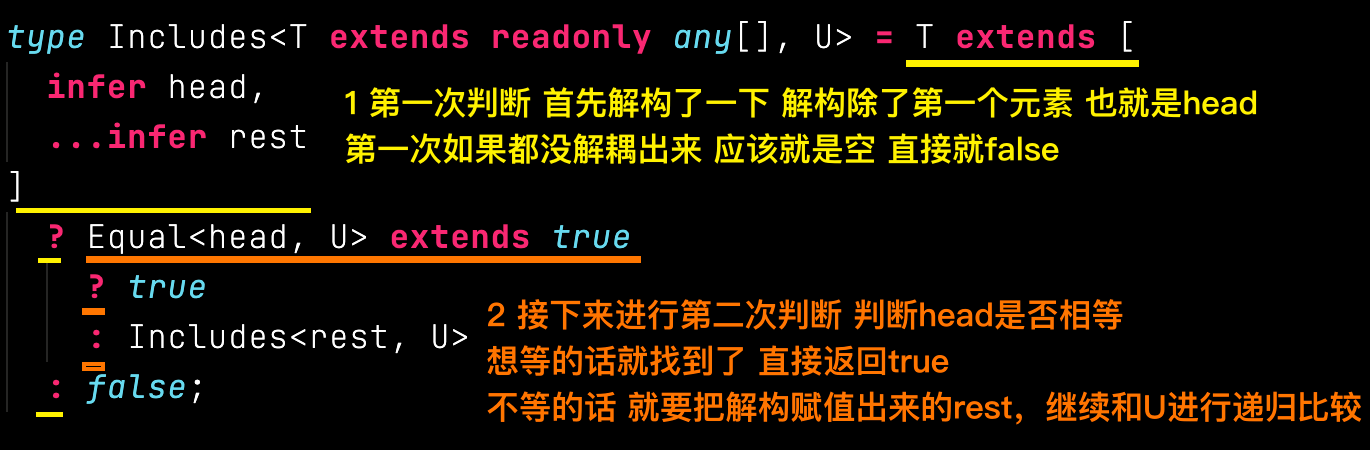 type Includes<T extends readonly any[], U> = T extends [
infer head,
...infer rest
1 第一次判断 首先解构了一下 解构除了第一个元素 也就是head
第一次如果都没解耦出来 应该就是空 直接就false
]
? Equal<head, U> extends true
? true
: Includes<rest, U>
: false;
2 接下来进行第二次判断 判断head是否相等
想等的话就找到了 直接返回true
不等的话 就要把解构赋值出来的rest，继续和U进行递归比较